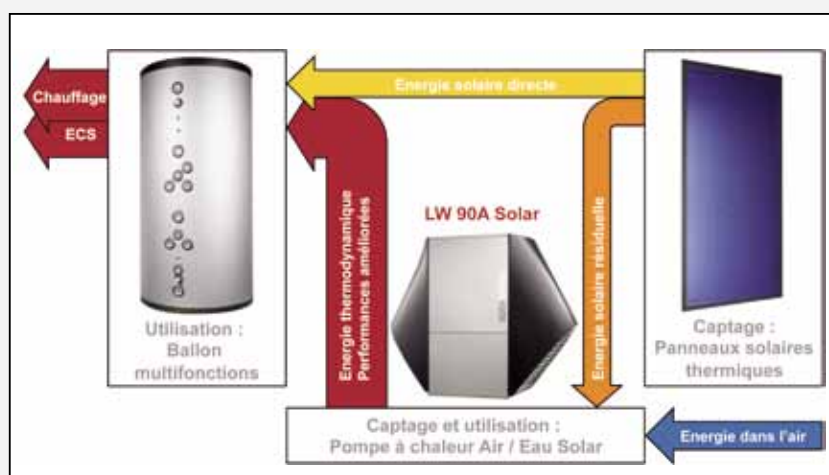 Chauffage
ECS
Energie solaire directe
Energie thermodynamique
Performances améliorées
LW 90A Solar
Energie solaire résiduelle
Utilisation :
Ballon
multifonctions
Captage :
Panneaux solaires
thermiques
Captage et utilisation :
Pompe à chaleur Air / Eau Solar
Energie dans l'air